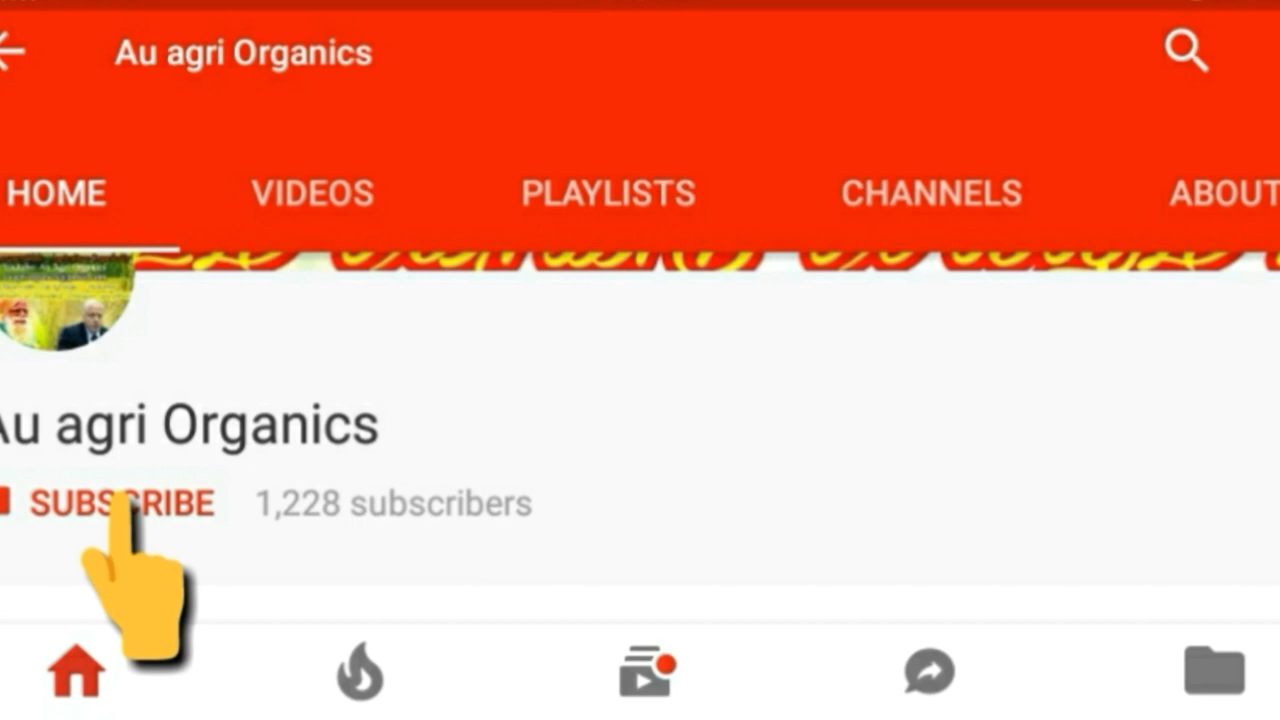 Au agri Organics
HOME VIDEOS PLAYLISTS CHANNELS ABOUT
Au agri Organics
SUBSCRIBE 1,228 subscribers